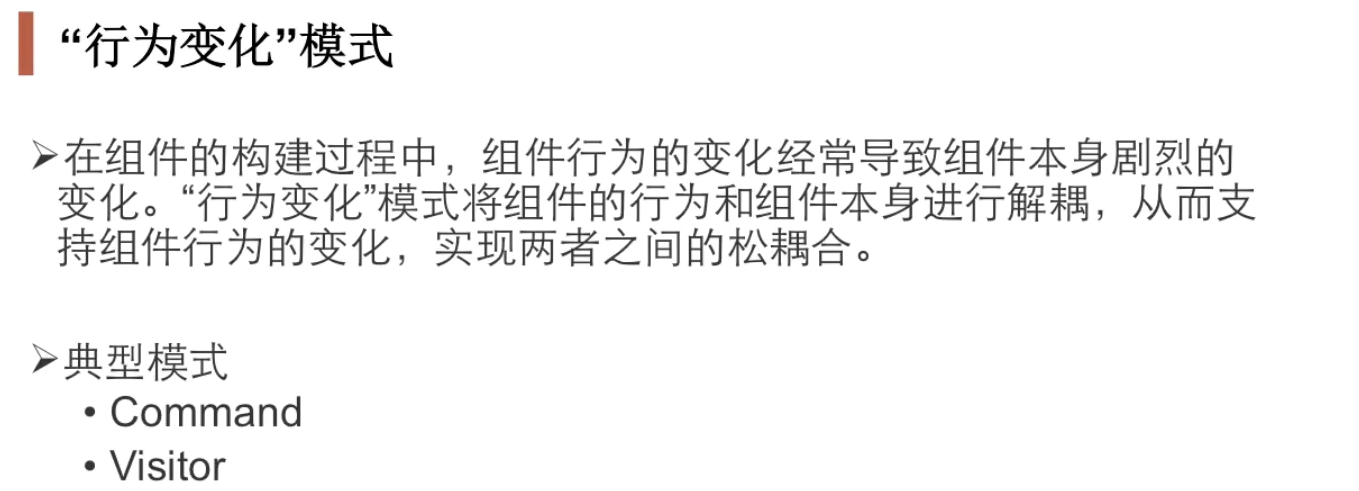 “行为变化”模式
➢在组件的构建过程中，组件行为的变化经常导致组件本身剧烈的
变化。“行为变化”模式将组件的行为和组件本身进行解耦，从而支
持组件行为的变化，实现两者之间的松耦合。
➢典型模式
• Command
• Visitor